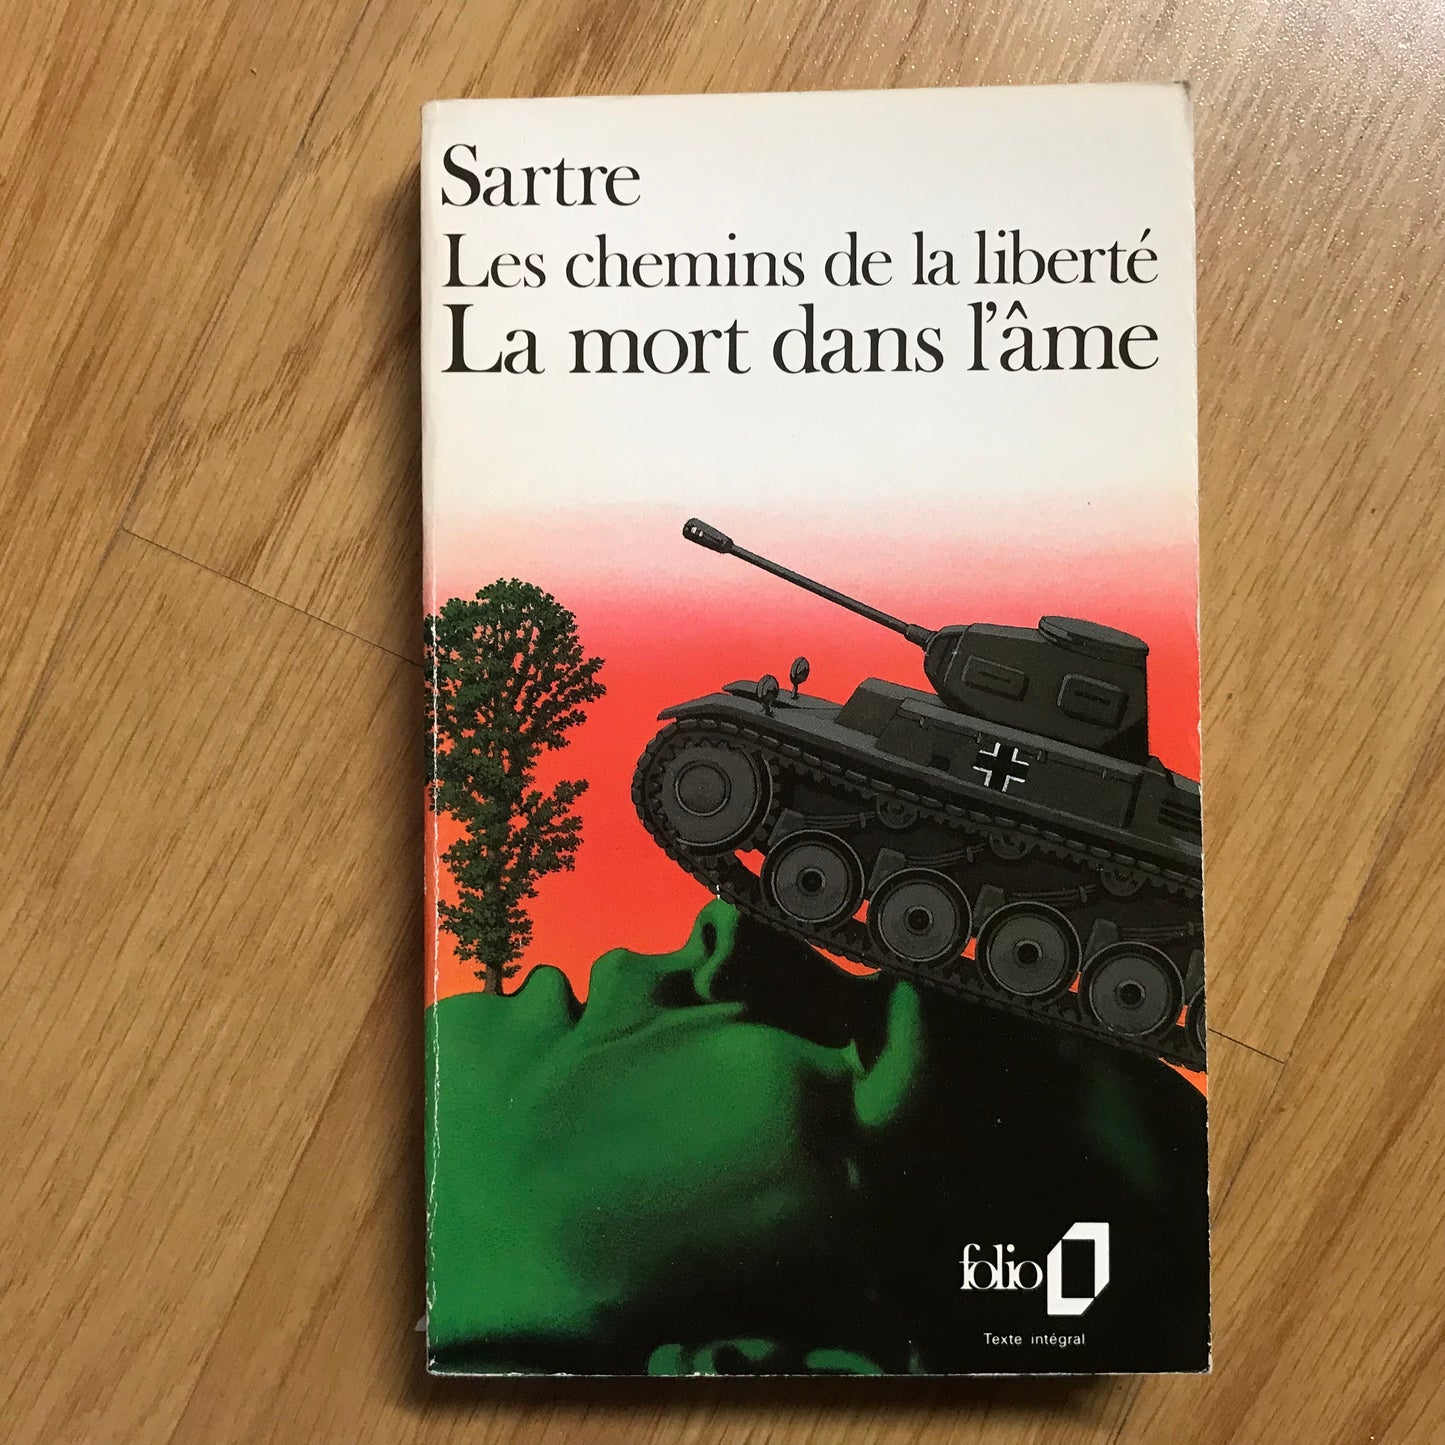 Sartre
Les chemins de la liberté
La mort dans l'âme
folio
Texte intégral